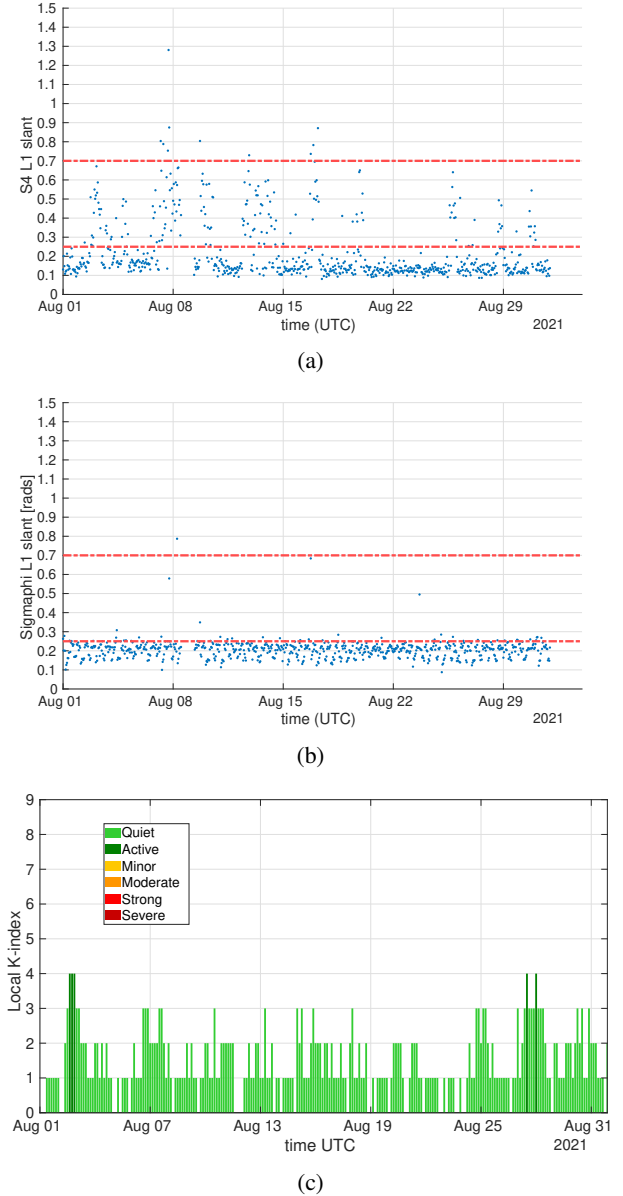 1.5
1.4
1.3
1.2
1.1
1
0.9
0.8
0.7
0.6
0.5
0.4
0.3
0.2
0.1
0
S4 L1 slant
Aug 01 Aug 08 Aug 15 Aug 22 Aug 29
time (UTC) 2021
(a)
1.5
1.4
1.3
1.2
1.1
1
0.9
0.8
0.7
0.6
0.5
0.4
0.3
0.2
0.1
0
Sigmaphi L1 slant [rads]
Aug 01 Aug 08 Aug 15 Aug 22 Aug 29
time (UTC) 2021
(b)
9
8
7
6
5
4
3
2
1
0
Local K-index
Quiet
Active
Minor
Moderate
Strong
Severe
Aug 01 Aug 07 Aug 13 Aug 19 Aug 25 Aug 31
time UTC 2021
(c)